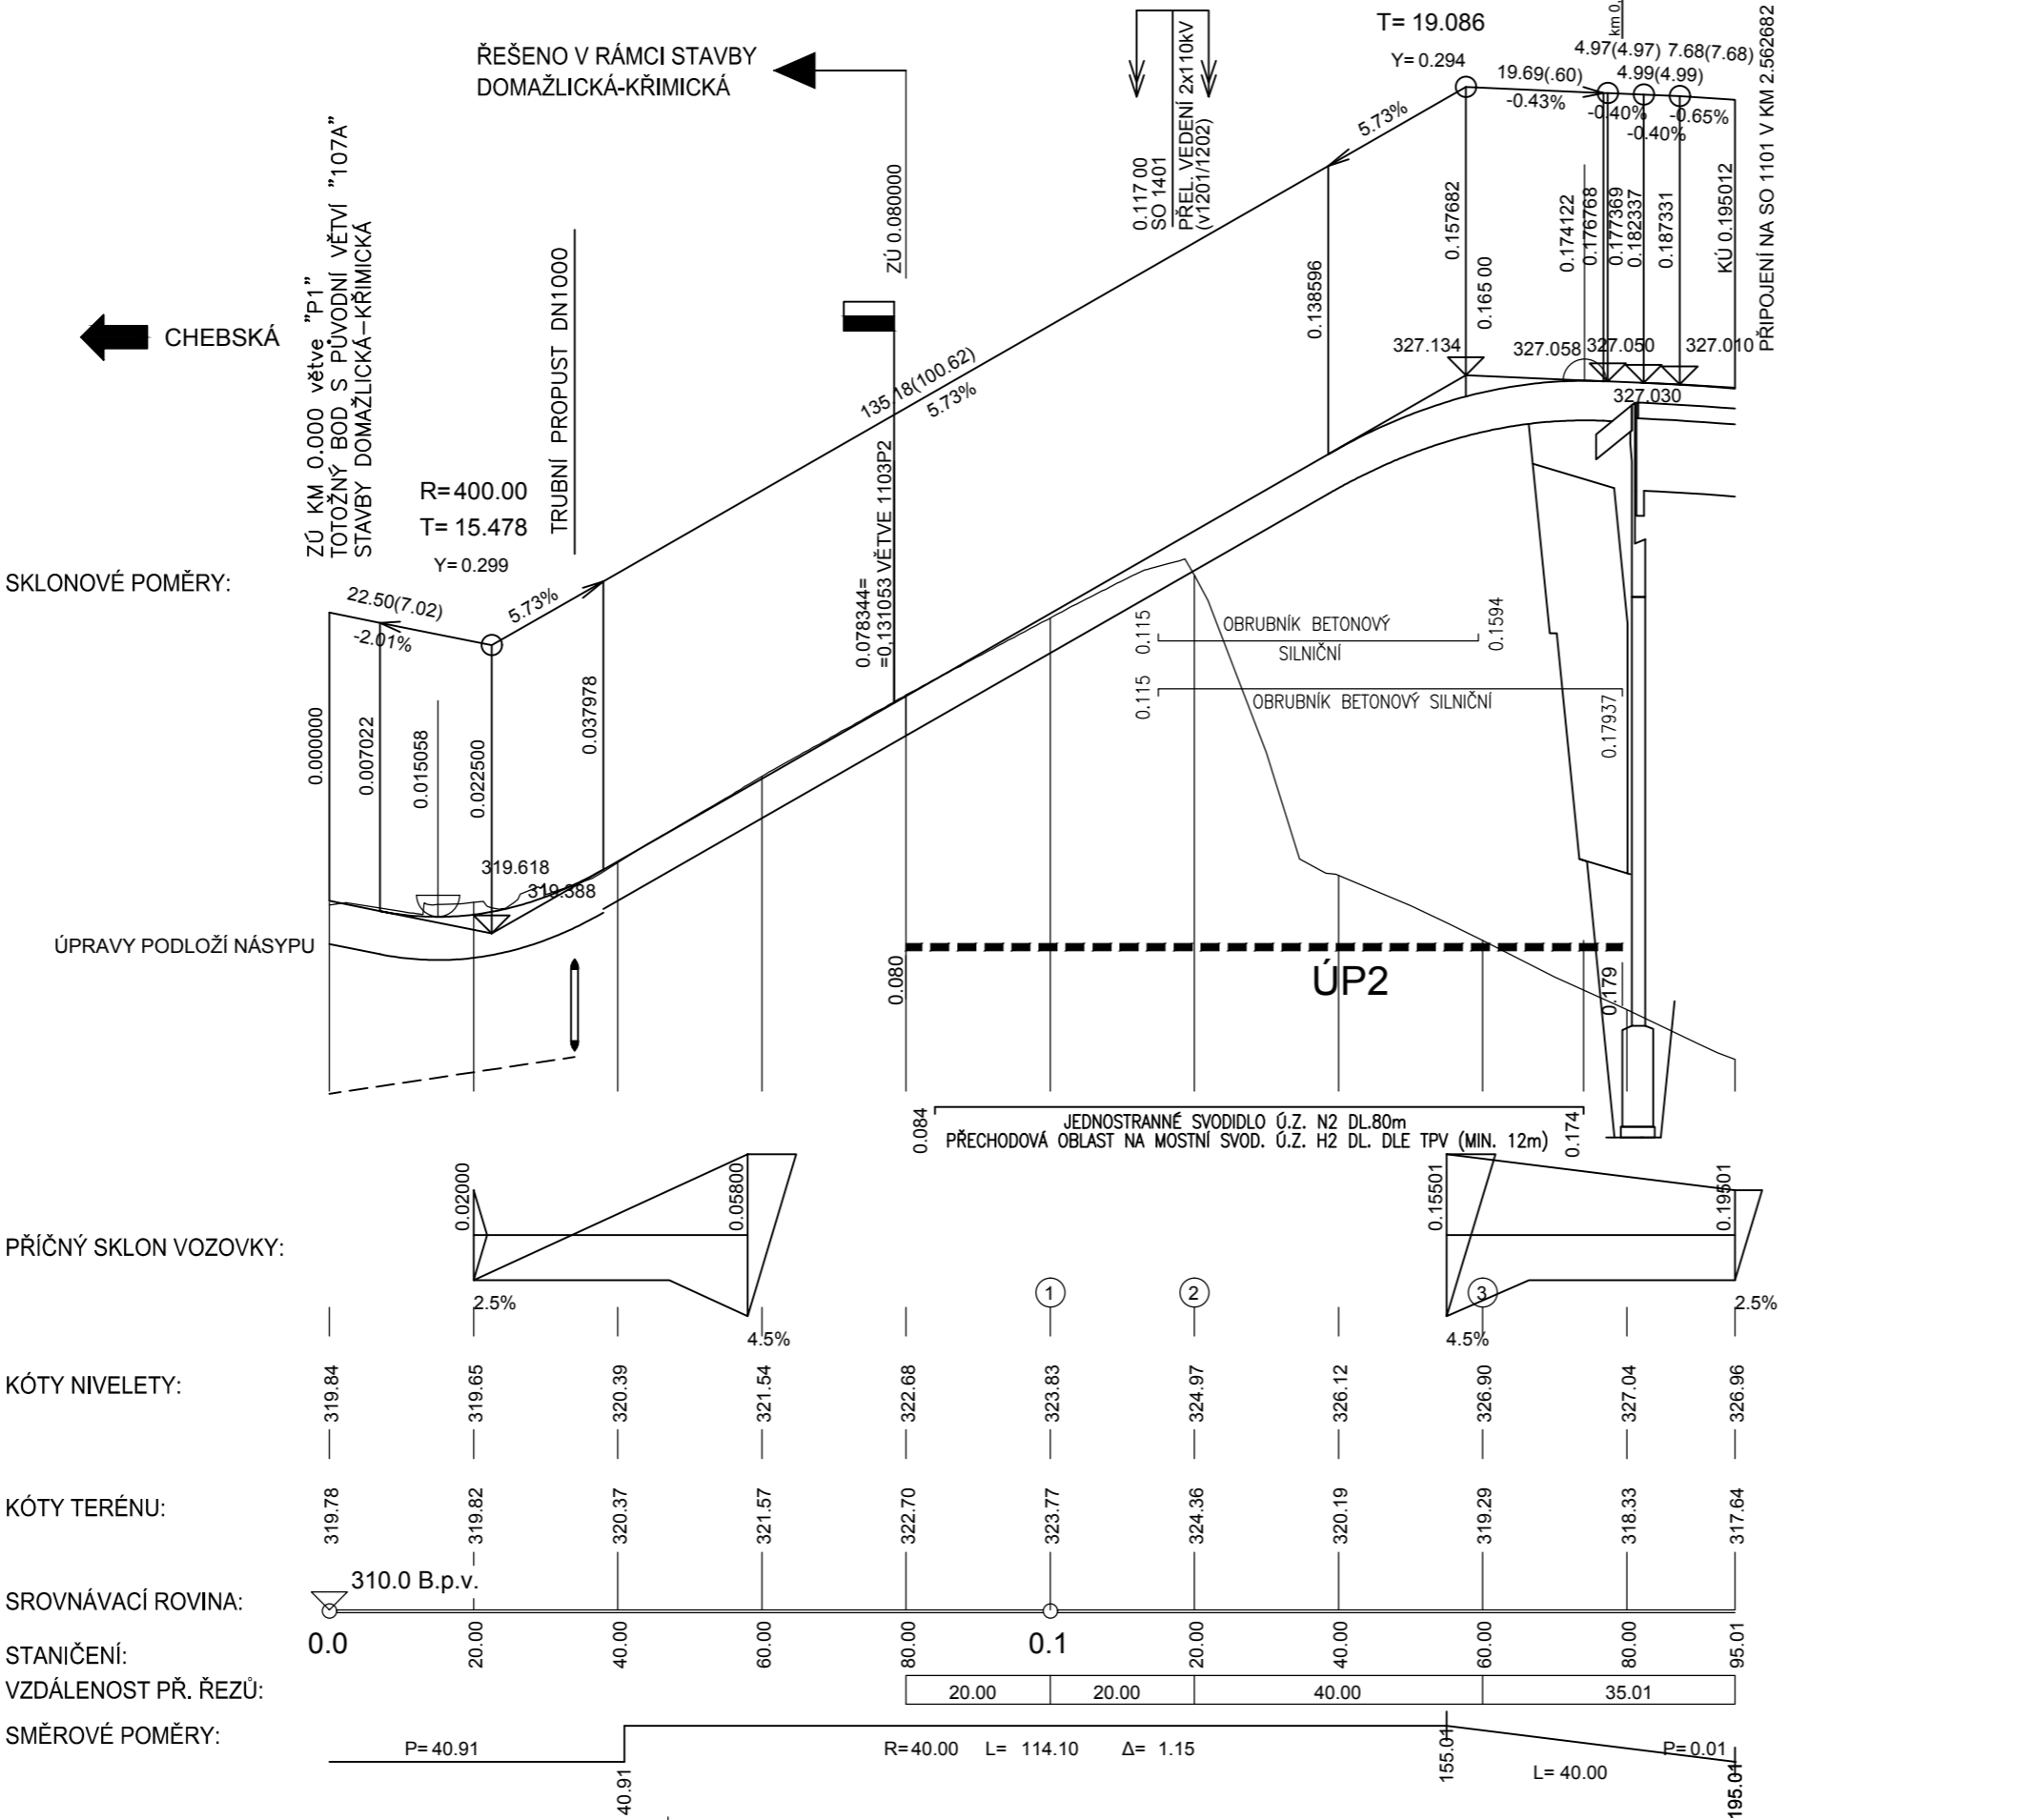 ŘEŠENO V RÁMCI STAVBY
DOMAŽLICKÁ-KŘIMICKÁ
CHEBSKÁ
ZÚ KM 0.000 větve "P1"
TOTOŽNÝ BOD S PŮVODNÍ VĚTVÍ "107A"
STAVBY DOMAŽLICKÁ-KŘIMICKÁ
R=400.00
T= 15.478
Y= 0.299
TRUBNÍ PROPUST DN1000
ZÚ 0.080000
0.117 00
SO 1401
PŘEL. VEDENÍ 2x110kV
(v1201/1202)
T= 19.086
Y= 0.294
km 0.
4.97(4.97) 7.68(7.68)
19.69(.60) 4.99(4.99)
-0.43%
-0.40%
-0.65%
-0.40%
5.73%
0.138596
0.157682
0.165 00
0.174122
0.176768
0.177369
0.182337
0.187331
KÚ 0.195012
PŘIPOJENÍ NA SO 1101 V KM 2.562682
327.134
327.058
327.050
327.010
327.030
135.18(100.62)
5.73%
0.078344=
=0,131053 VĚTVE 1103P2
SKLONOVÉ POMĚRY:
22.50(7.02)
-2.01%
5.73%
0.000000
0.007022
0.015058
0.022500
0.037978
319.618
319.388
0.115
OBRUBNÍK BETONOVÝ
SILNIČNÍ
0.1594
0.115
OBRUBNÍK BETONOVÝ SILNIČNÍ
0.17937
ÚPRAVY PODLOŽÍ NÁSYPU
0.080
ÚP2
0.179
0.084
JEDNOSTRANNÉ SVODIDLO Ú.Z. N2 DL.80m
PŘECHODOVÁ OBLAST NA MOSTNÍ SVOD. Ú.Z. H2 DL. DLE TPV (MIN. 12m)
0.174
PŘÍČNÝ SKLON VOZOVKY:
0.02000
2.5%
0.05800
4.5%
0.15501
4.5%
0.19501
2.5%
1 2 3
KÓTY NIVELETY:
319.84 319.65 320.39 321.54 322.68 323.83 324.97 326.12 326.90 327.04 326.96
KÓTY TERÉNU:
319.78 319.82 320.37 321.57 322.70 323.77 324.36 320.19 319.29 318.33 317.64
SROVNÁVACÍ ROVINA:
310.0 B.p.v.
STANIČENÍ:
0.0 20.00 40.00 60.00 80.00 0.1 20.00 40.00 60.00 80.00 95.01
VZDÁLENOST PŘ. ŘEZŮ:
20.00 20.00 40.00 35.01
SMĚROVÉ POMĚRY:
P= 40.91
40.91
R=40.00 L= 114.10 Δ= 1.15
155.01
L= 40.00
P= 0.01
195.01